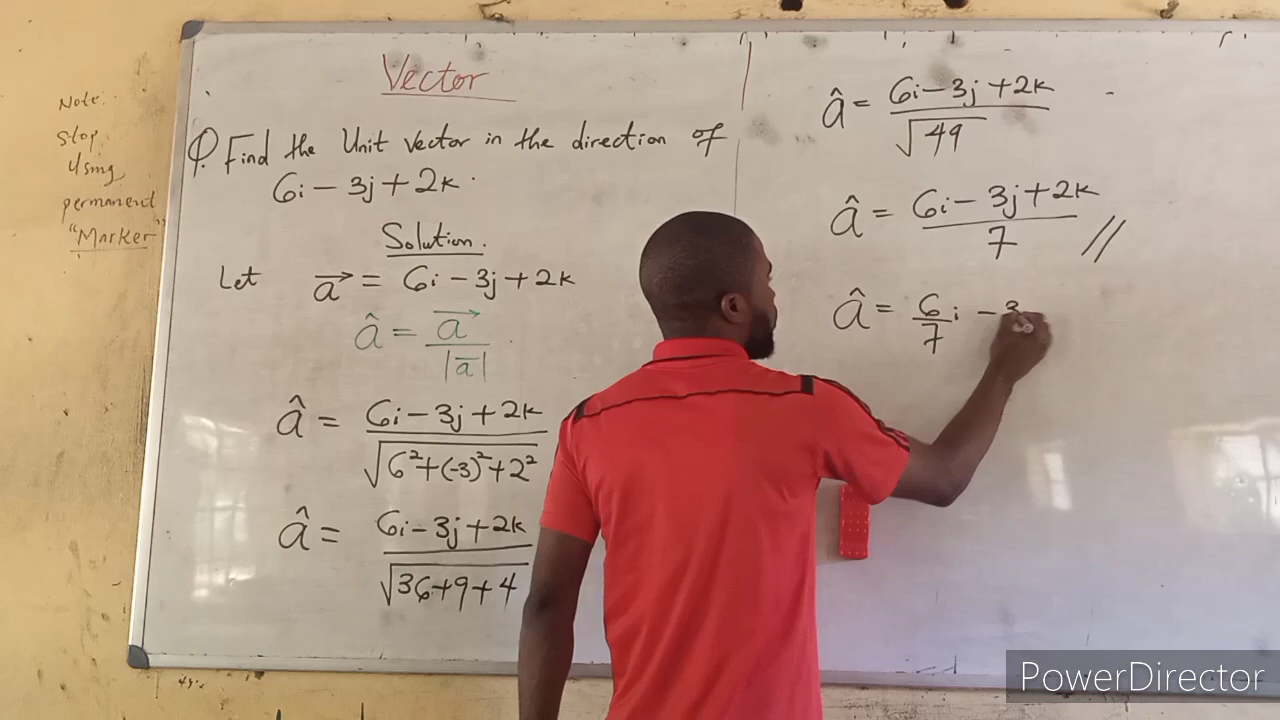 Note:
Stop
Using
permanent
"Marker"
Vector
Q. Find the Unit vector in the direction of
6i - 3j + 2k.
Solution.
Let a⃗ = 6i - 3j + 2k
â = a⃗ / |a̅|.
â = 6i - 3j + 2k / √6² + (-3)² + 2²
â = 6i - 3j + 2k / √36 + 9 + 4
â = 6i - 3j + 2k / √49
â = 6i - 3j + 2k / 7 //
â = 6/7 i - 3
PowerDirector